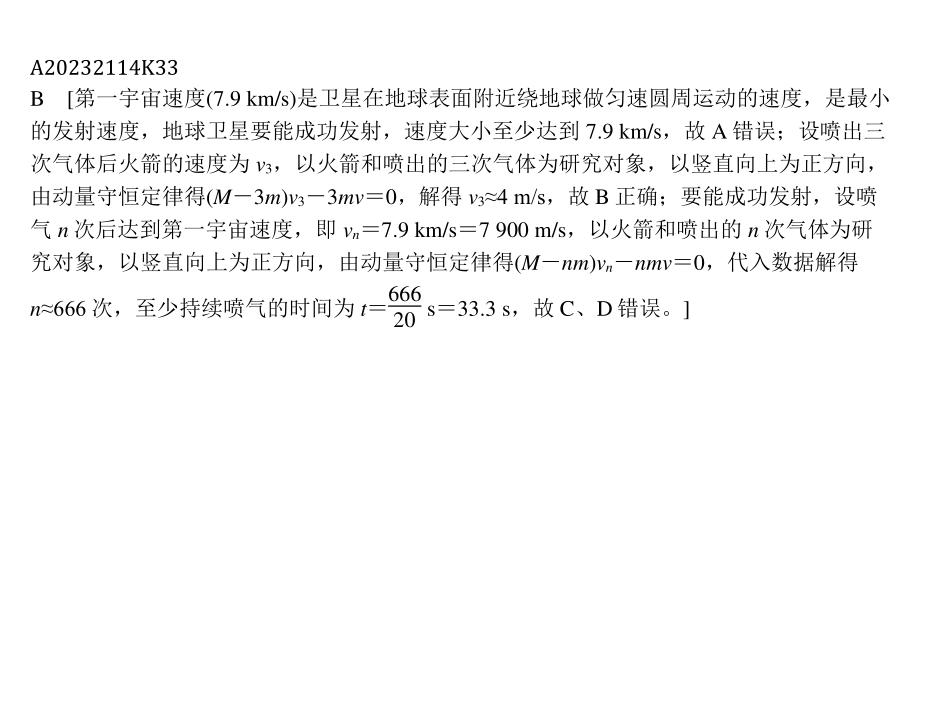 A20232114K33
B [第一宇宙速度(7.9 km/s)是卫星在地球表面附近绕地球做匀速圆周运动的速度，是最小
的发射速度，地球卫星要能成功发射，速度大小至少达到 7.9 km/s，故 A 错误；设喷出三
次气体后火箭的速度为 v₃，以火箭和喷出的三次气体为研究对象，以竖直向上为正方向，
由动量守恒定律得(M－3m)v₃－3mv＝0，解得 v₃≈4 m/s，故 B 正确；要能成功发射，设喷
气 n 次后达到第一宇宙速度，即 vₙ＝7.9 km/s＝7 900 m/s，以火箭和喷出的 n 次气体为研
究对象，以竖直向上为正方向，由动量守恒定律得(M－nm)vₙ－nmv＝0，代入数据解得
n≈666 次，至少持续喷气的时间为 t＝666/20 s＝33.3 s，故 C、D 错误。]